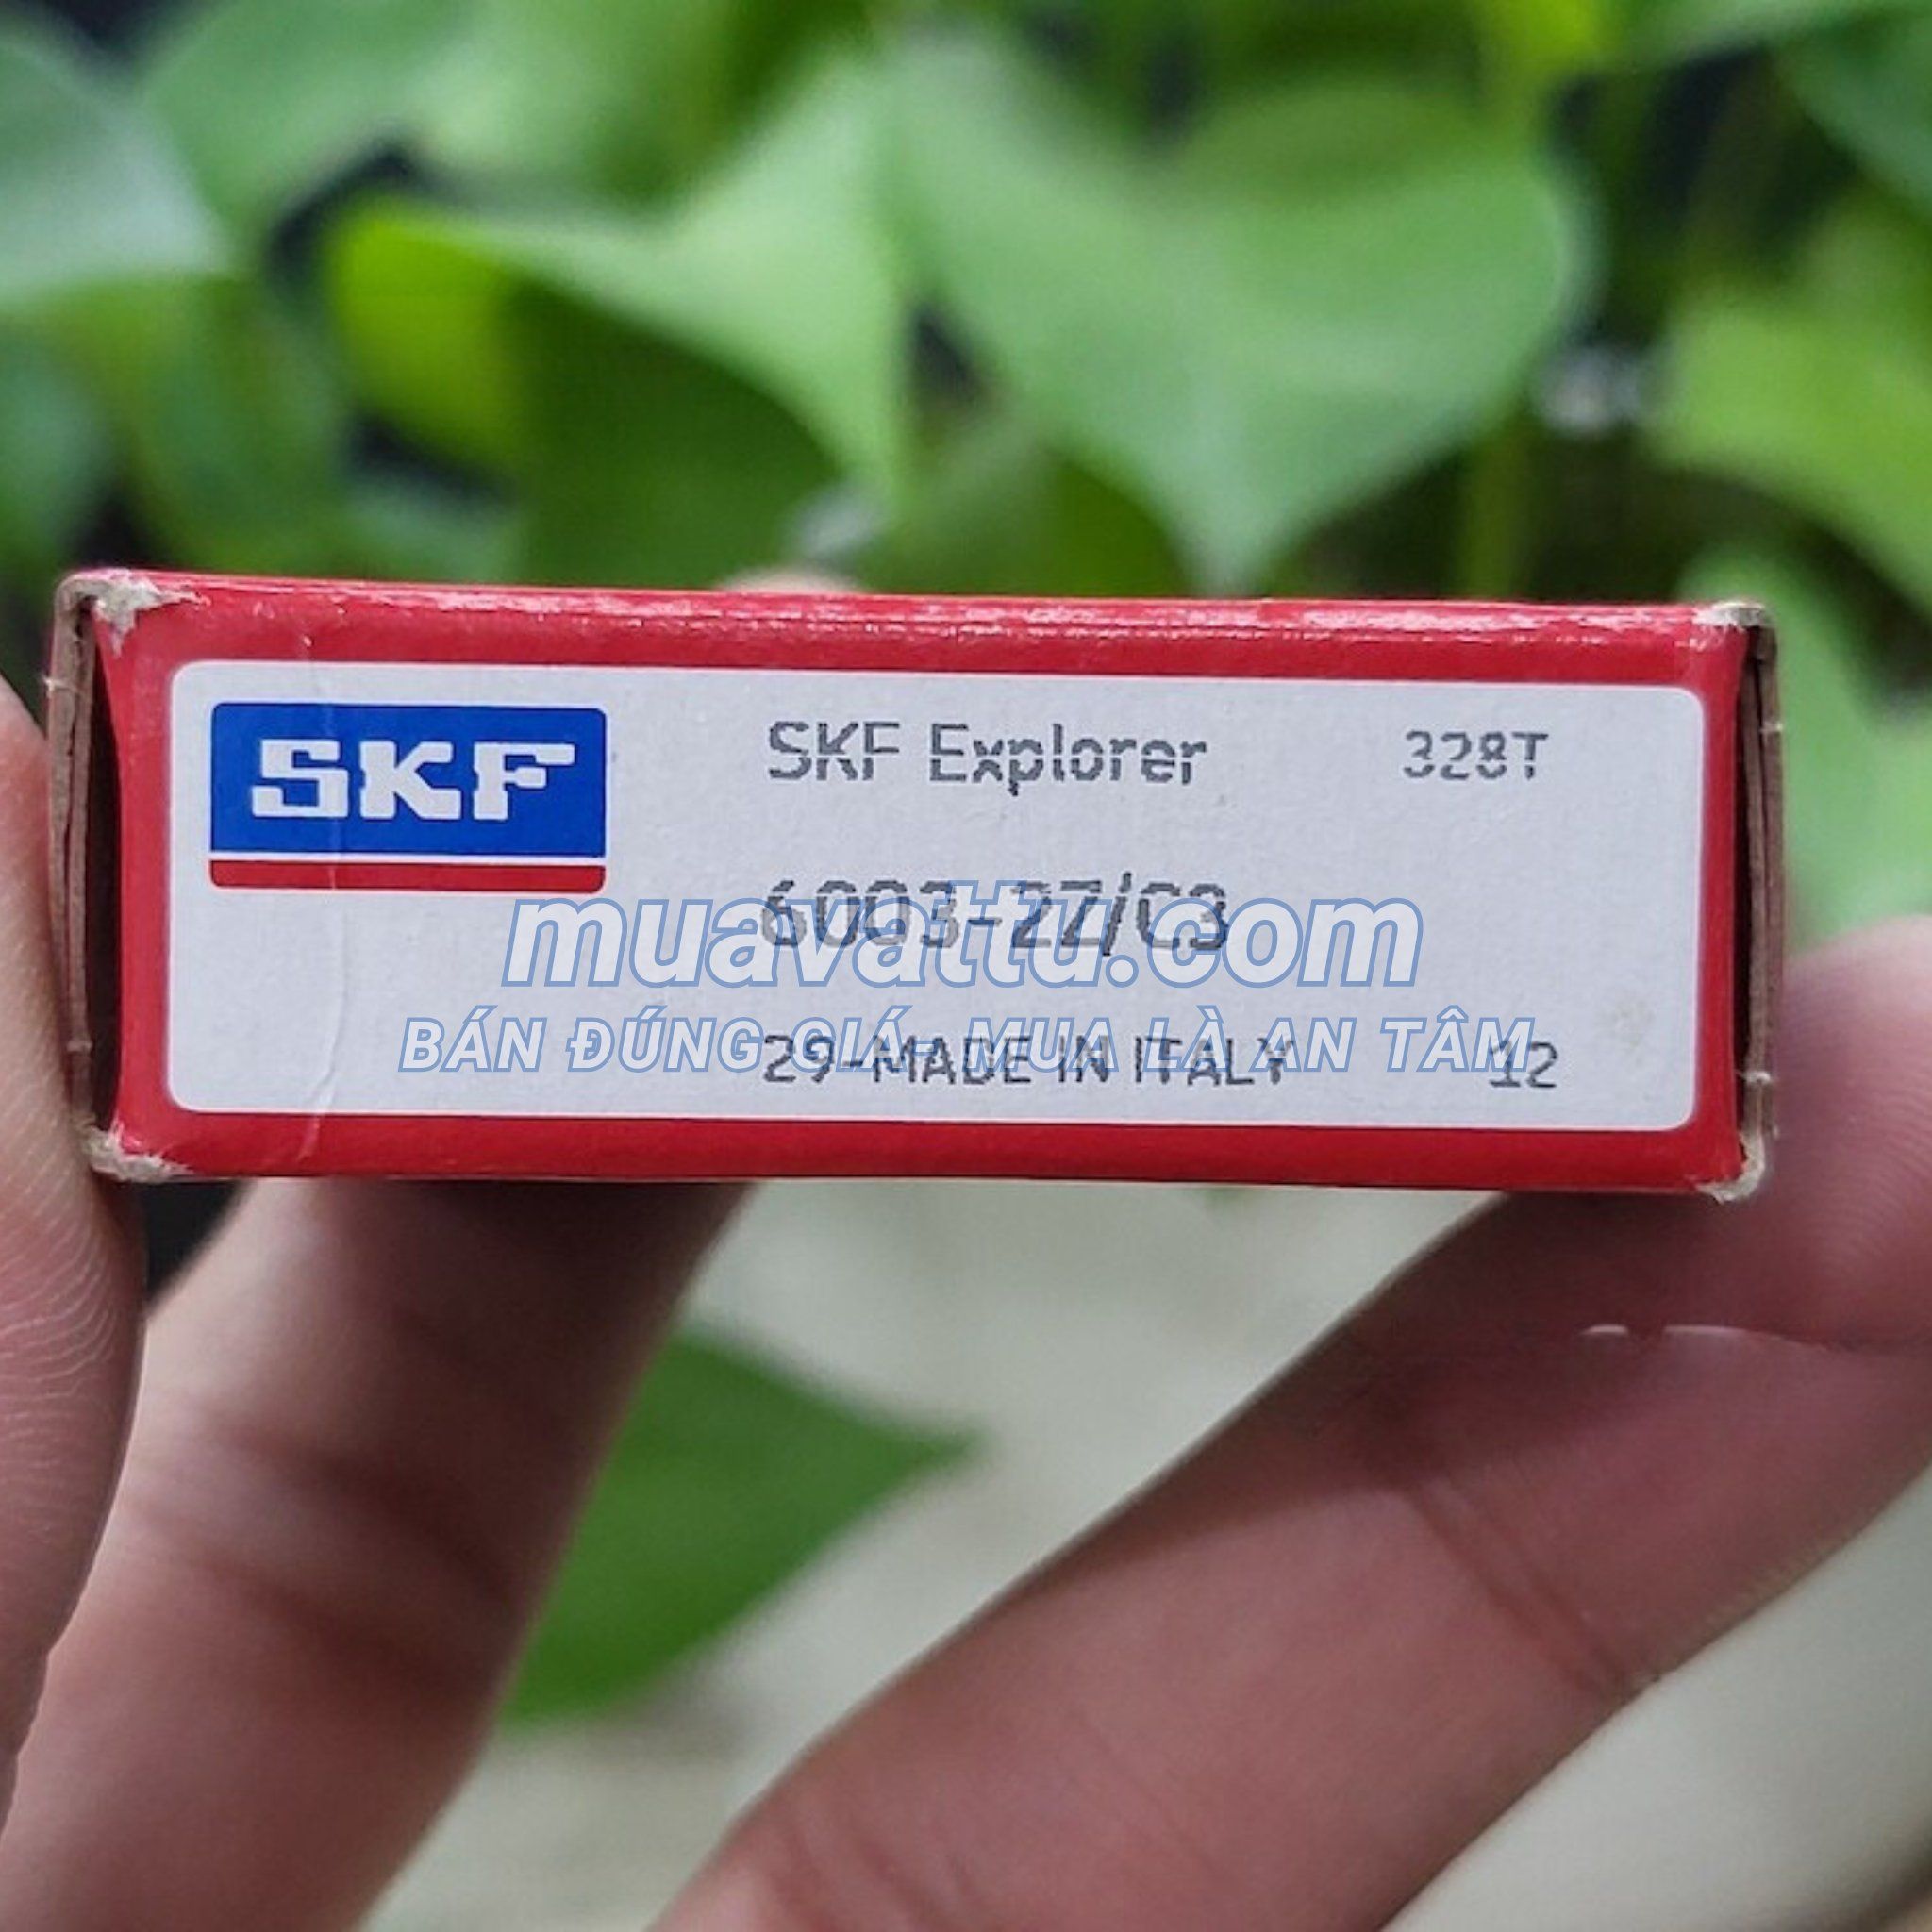 SKF
SKF Explorer 328T
6003-2Z/C3
muavattu.com
BÁN ĐÚNG GIÁ- MUA LÀ AN TÂM
29-MADE IN ITALY 12